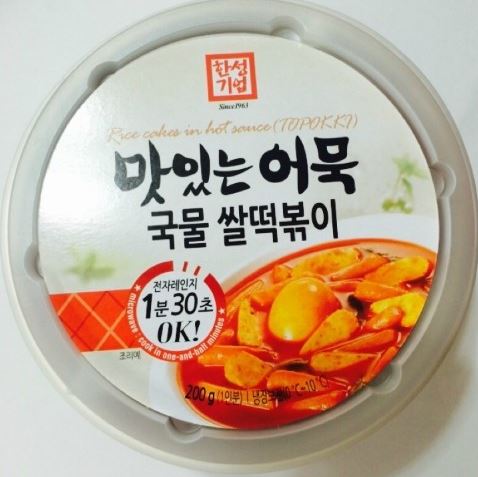 한성
기업
Since1963
Rice cakes in hot sauce (TOPOKKI)
맛있는 어묵
국물 쌀떡볶이
전자레인지
1분30초
OK!
★ microwave cook in one-and-half minutes ★
조리예
200g(1인분)